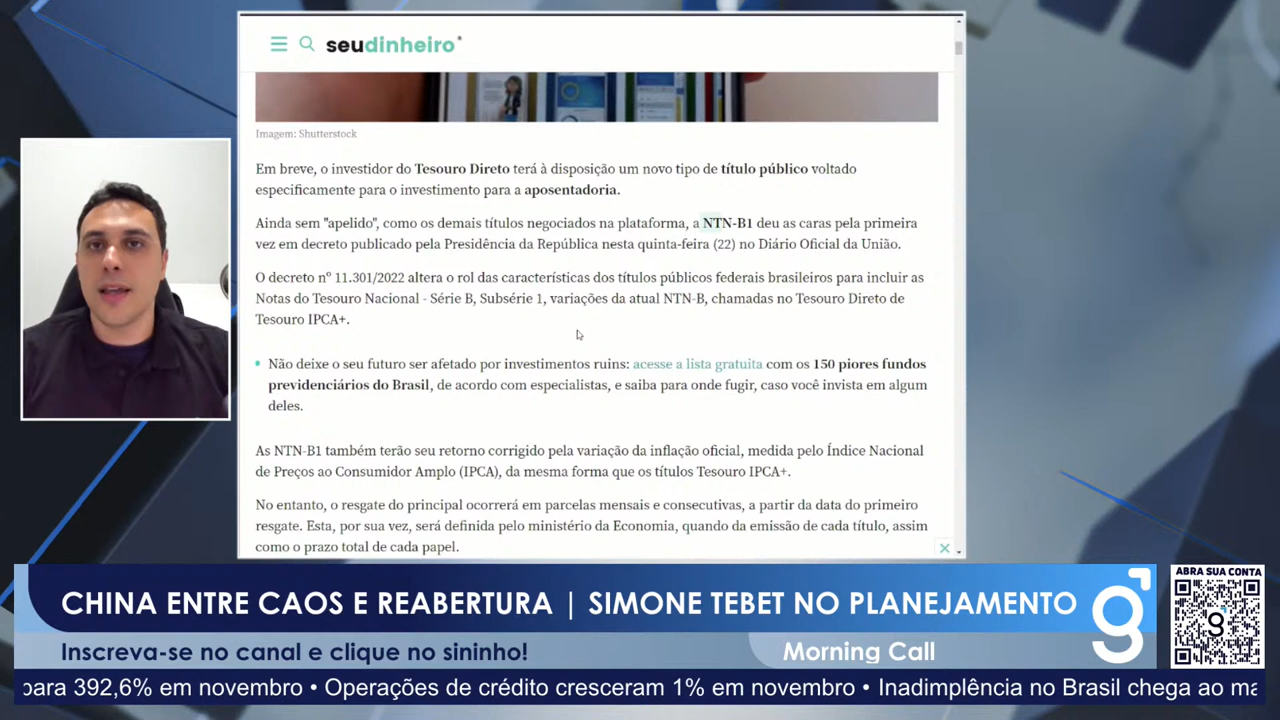 seudinheiro
Imagem: Shutterstock
Em breve, o investidor do Tesouro Direto terá à disposição um novo tipo de título público voltado
especificamente para o investimento para a aposentadoria.
Ainda sem "apelido", como os demais títulos negociados na plataforma, a NTN-B1 deu as caras pela primeira
vez em decreto publicado pela Presidência da República nesta quinta-feira (22) no Diário Oficial da União.
O decreto nº 11.301/2022 altera o rol das características dos títulos públicos federais brasileiros para incluir as
Notas do Tesouro Nacional - Série B, Subsérie 1, variações da atual NTN-B, chamadas no Tesouro Direto de
Tesouro IPCA+.
Não deixe o seu futuro ser afetado por investimentos ruins: acesse a lista gratuita com os 150 piores fundos
previdenciários do Brasil, de acordo com especialistas, e saiba para onde fugir, caso você invista em algum
deles.
As NTN-B1 também terão seu retorno corrigido pela variação da inflação oficial, medida pelo Índice Nacional
de Preços ao Consumidor Amplo (IPCA), da mesma forma que os títulos Tesouro IPCA+.
No entanto, o resgate do principal ocorrerá em parcelas mensais e consecutivas, a partir da data do primeiro
resgate. Esta, por sua vez, será definida pelo ministério da Economia, quando da emissão de cada título, assim
como o prazo total de cada papel.
ABRA SUA CONTA
CHINA ENTRE CAOS E REABERTURA | SIMONE TEBET NO PLANEJAMENTO
Inscreva-se no canal e clique no sininho!
Morning Call
para 392,6% em novembro • Operações de crédito cresceram 1% em novembro • Inadimplência no Brasil chega ao ma